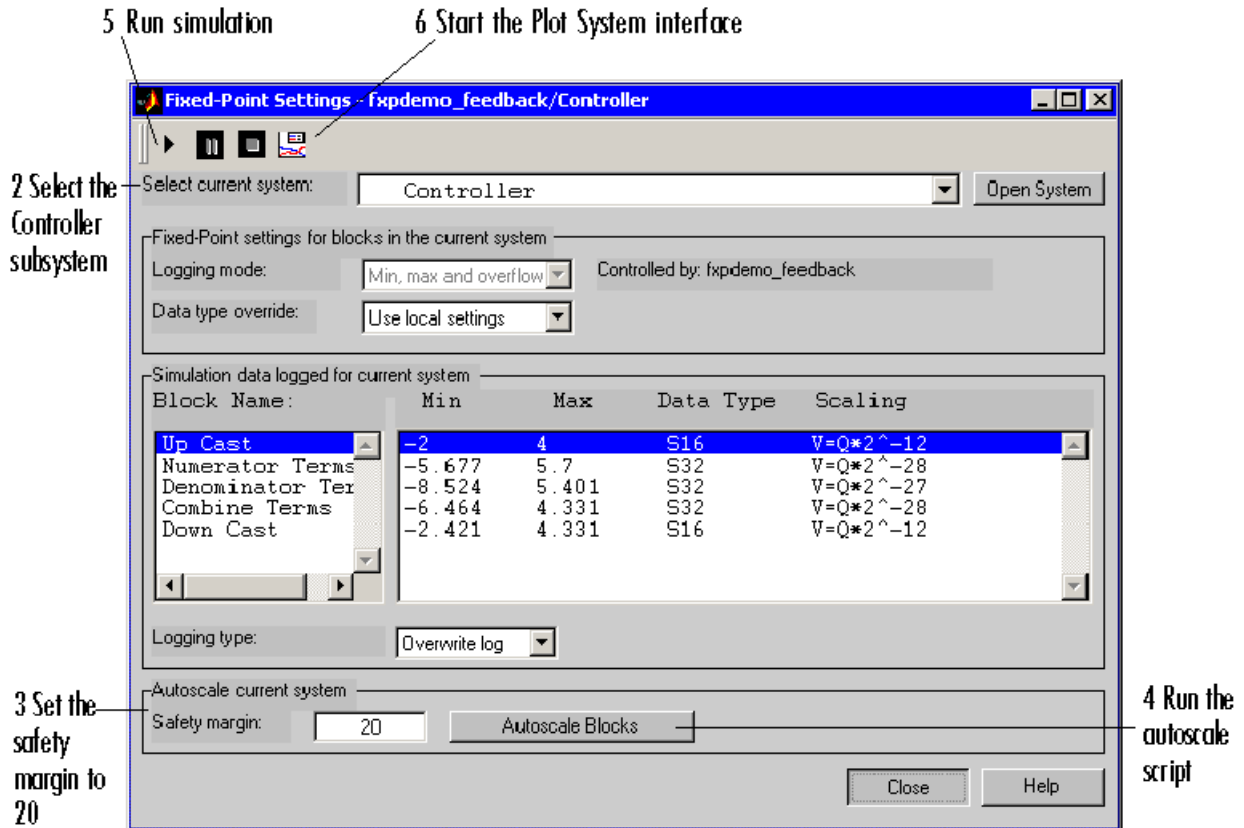 5 Run simulation
6 Start the Plot System interface
Fixed-Point Settings - fxpdemo_feedback/Controller
2 Select the
Controller
subsystem
Select current system:
Controller
Open System
Fixed-Point settings for blocks in the current system
Logging mode:
Min, max and overflow
Controlled by: fxpdemo_feedback
Data type override:
Use local settings
Simulation data logged for current system
Block Name: Min Max Data Type Scaling
Up Cast -2 4 S16 V=Q*2^-12
Numerator Terms -5.677 5.7 S32 V=Q*2^-28
Denominator Ter -8.524 5.401 S32 V=Q*2^-27
Combine Terms -6.464 4.331 S32 V=Q*2^-28
Down Cast -2.421 4.331 S16 V=Q*2^-12
Logging type:
Overwrite log
3 Set the
safety
margin to
20
Autoscale current system
Safety margin:
20
Autoscale Blocks
4 Run the
autoscale
script
Close
Help